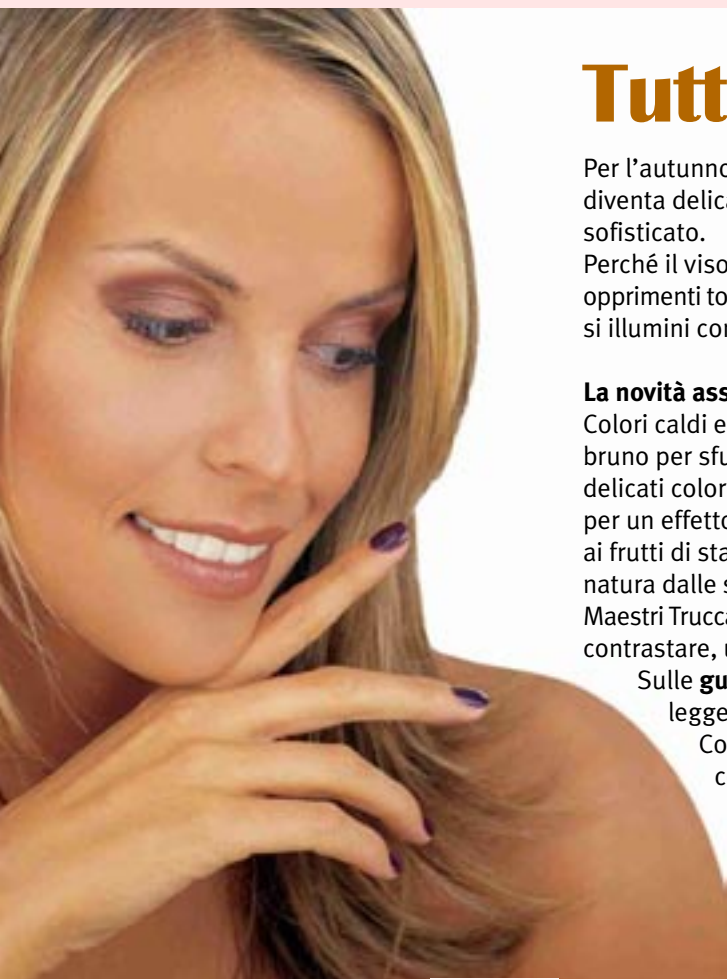 Tutt
Per l’autunno
diventa delica
sofisticato.
Perché il viso
opprimenti to
si illumini con
La novità ass
Colori caldi e
bruno per sfu
delicati color
per un effetto
ai frutti di sta
natura dalle s
Maestri Trucca
contrastare, u
Sulle gu
legge
Co
c